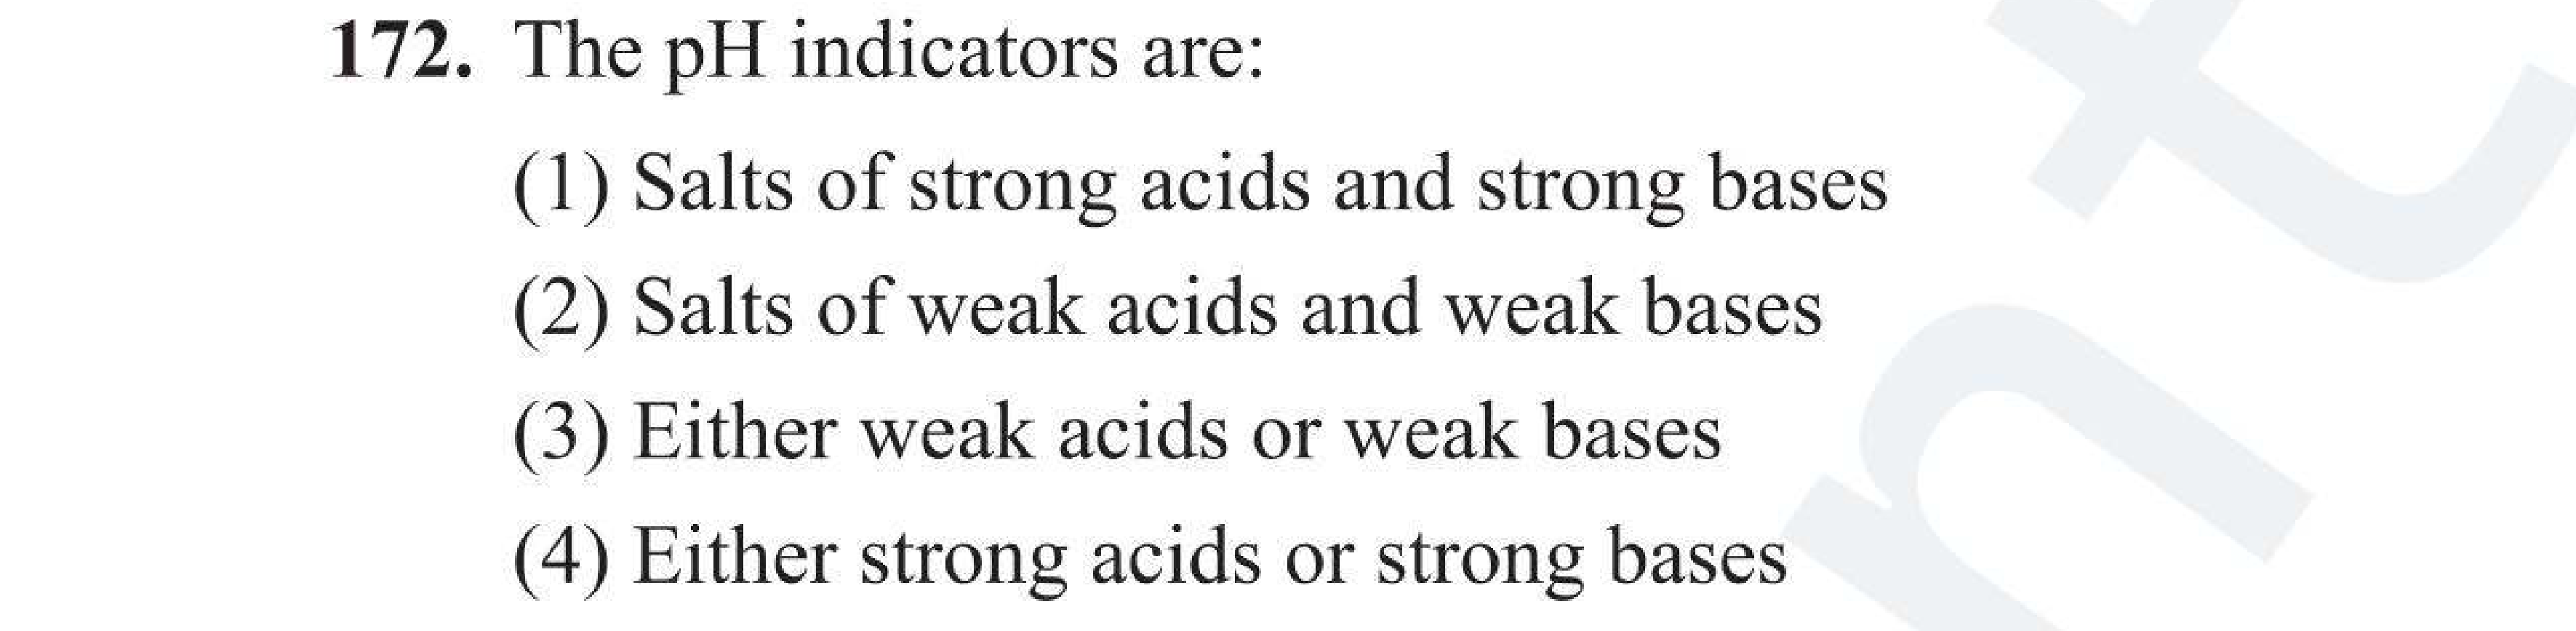 172. The pH indicators are:
(1) Salts of strong acids and strong bases
(2) Salts of weak acids and weak bases
(3) Either weak acids or weak bases
(4) Either strong acids or strong bases